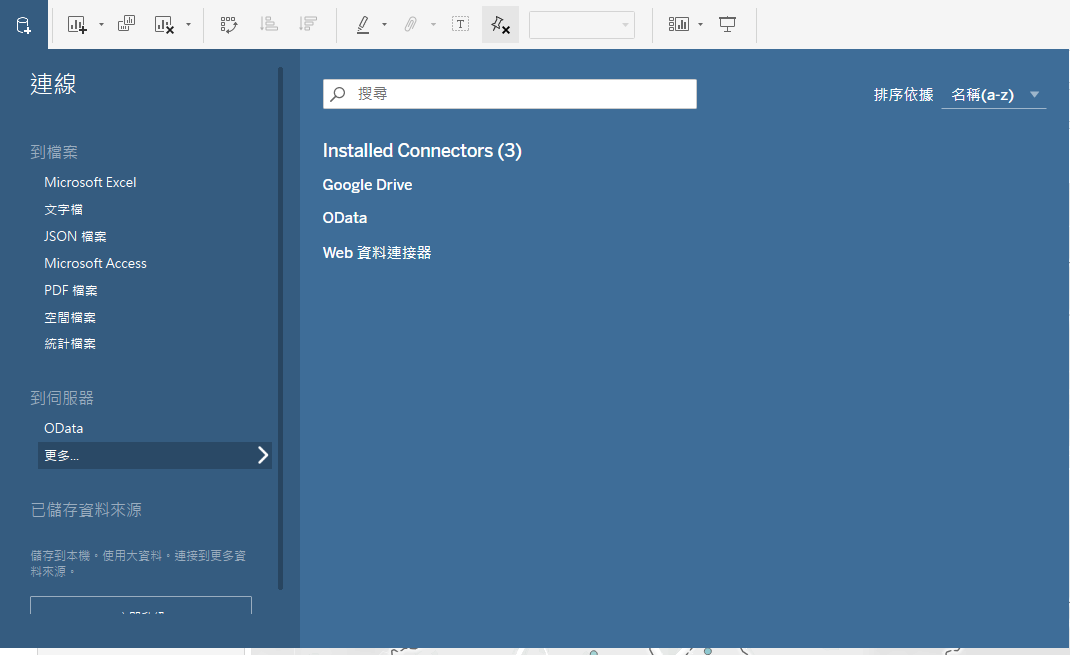 連線
到檔案
Microsoft Excel
文字檔
JSON 檔案
Microsoft Access
PDF 檔案
空間檔案
統計檔案
到伺服器
OData
更多...
已儲存資料來源
儲存到本機。使用大資料。連接到更多資
料來源。
搜尋
排序依據 名稱(a-z)
Installed Connectors (3)
Google Drive
OData
Web 資料連接器